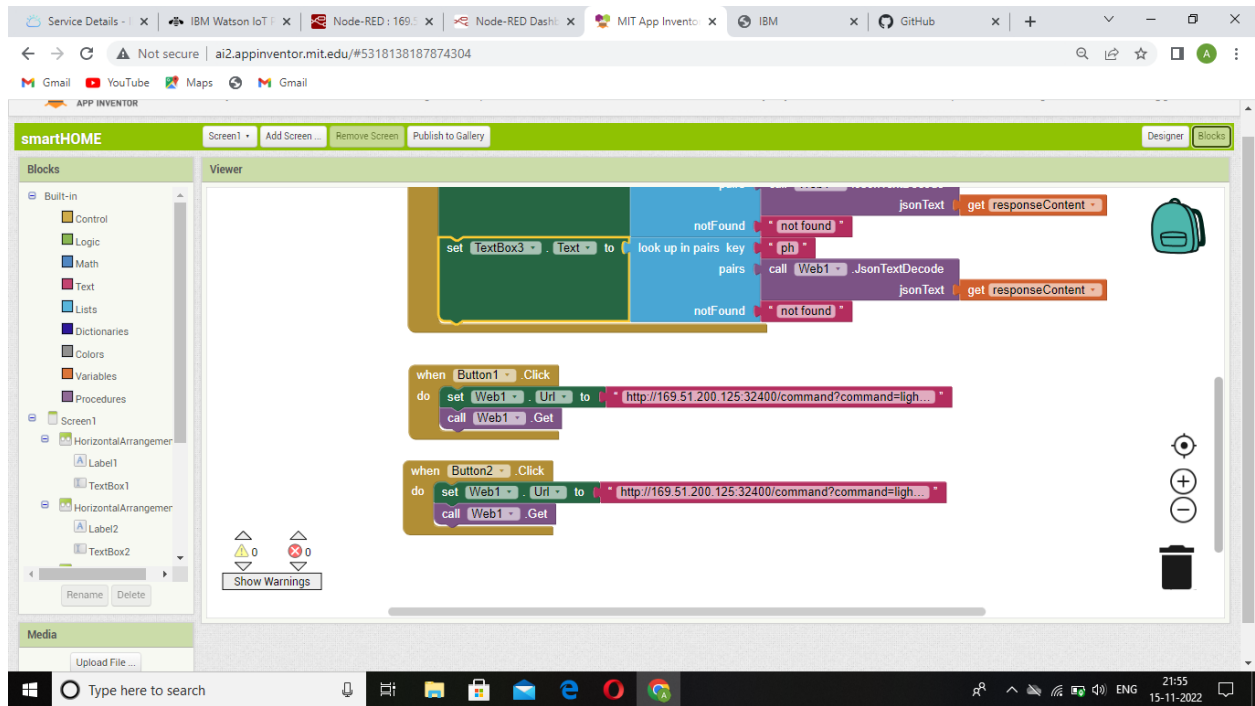 Service Details - I
IBM Watson IoT P
Node-RED : 169.5
Node-RED Dashb
MIT App Invento
IBM
GitHub
Not secure | ai2.appinventor.mit.edu/#5318138187874304
A
Gmail YouTube Maps Gmail
APP INVENTOR
smartHOME Screen1 Add Screen ... Remove Screen Publish to Gallery Designer Blocks
Blocks
Viewer
Built-in
Control
Logic
Math
Text
Lists
Dictionaries
Colors
Variables
Procedures
Screen1
HorizontalArrangemer
Label1
TextBox1
HorizontalArrangemer
Label2
TextBox2
Rename Delete
Media
Upload File ...
jsonText get responseContent
notFound " not found "
set TextBox3 . Text to look up in pairs key " ph "
pairs call Web1 .JsonTextDecode
jsonText get responseContent
notFound " not found "
when Button1 .Click
do set Web1 . Url to " http://169.51.200.125:32400/command?command=ligh... "
call Web1 .Get
when Button2 .Click
do set Web1 . Url to " http://169.51.200.125:32400/command?command=ligh... "
call Web1 .Get
0 0
Show Warnings
Type here to search
ENG
21:55
15-11-2022